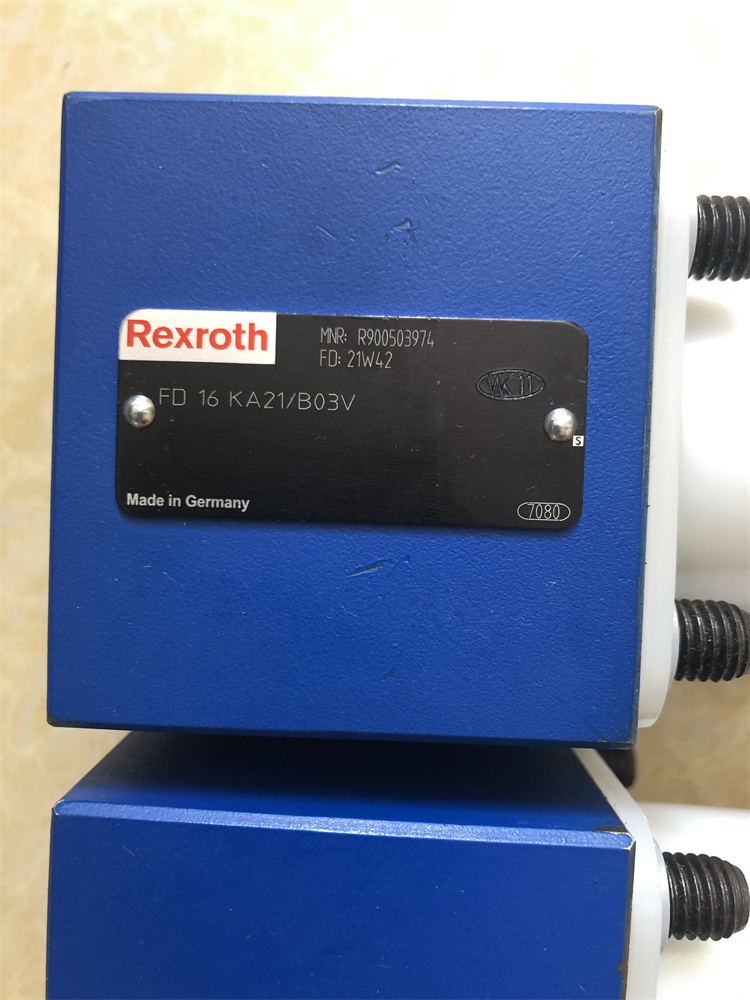 Rexroth
MNR: R900503974
FD: 21W42
WK 11
FD 16 KA21/B03V
S
Made in Germany
7080